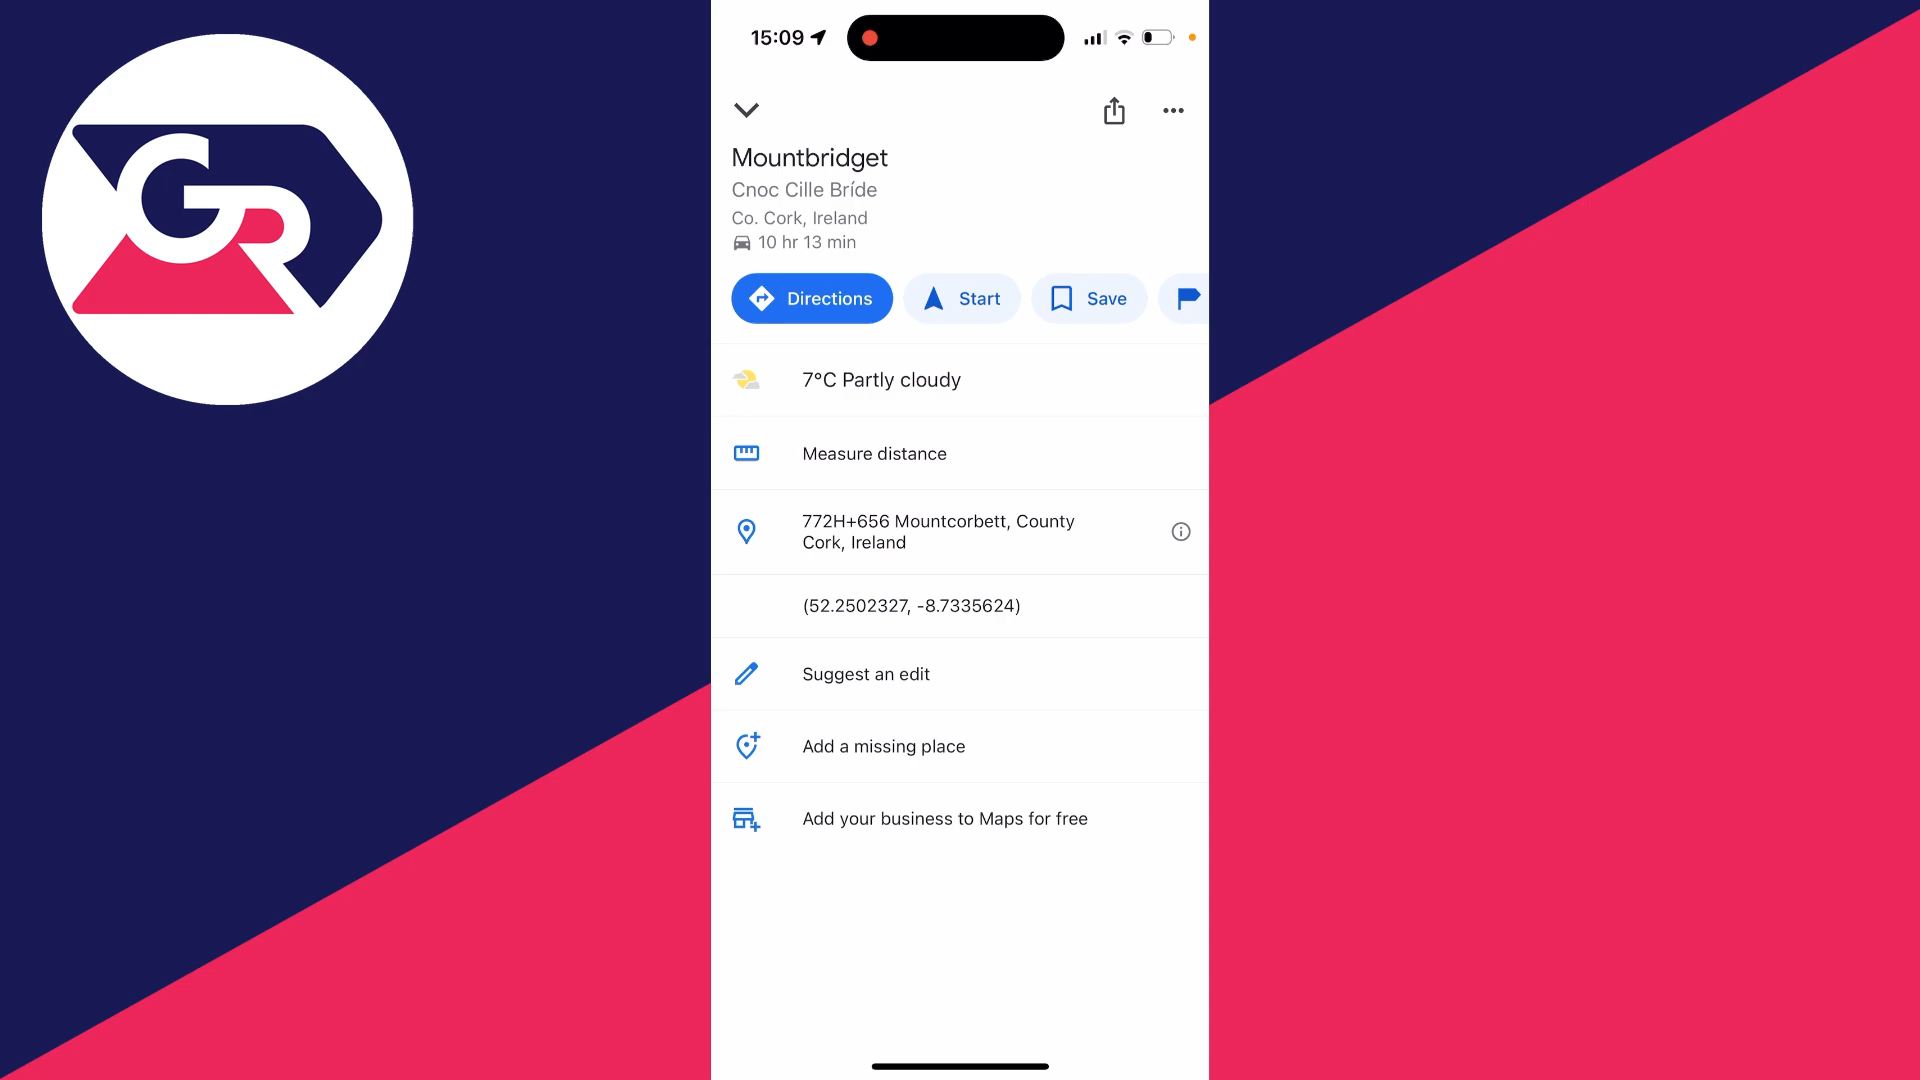 15:09
GR
Mountbridget
Cnoc Cille Bríde
Co. Cork, Ireland
10 hr 13 min
Directions
Start
Save
7°C Partly cloudy
Measure distance
772H+656 Mountcorbett, County
Cork, Ireland
(52.2502327, -8.7335624)
Suggest an edit
Add a missing place
Add your business to Maps for free